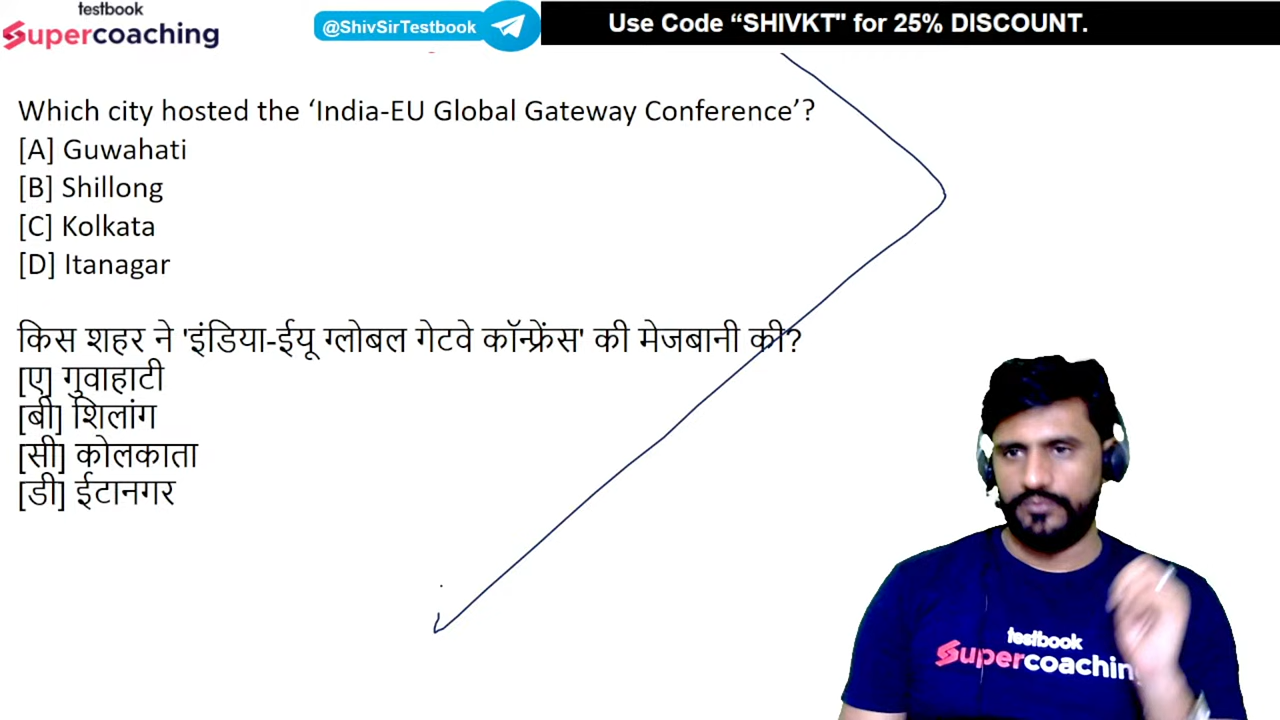 testbook
Supercoaching
@ShivSirTestbook
Use Code “SHIVKT" for 25% DISCOUNT.
Which city hosted the ‘India-EU Global Gateway Conference’?
[A] Guwahati
[B] Shillong
[C] Kolkata
[D] Itanagar
किस शहर ने 'इंडिया-ईयू ग्लोबल गेटवे कॉन्फ्रेंस' की मेजबानी की?
[ए] गुवाहाटी
[बी] शिलांग
[सी] कोलकाता
[डी] ईटानगर
testbook
Supercoachin